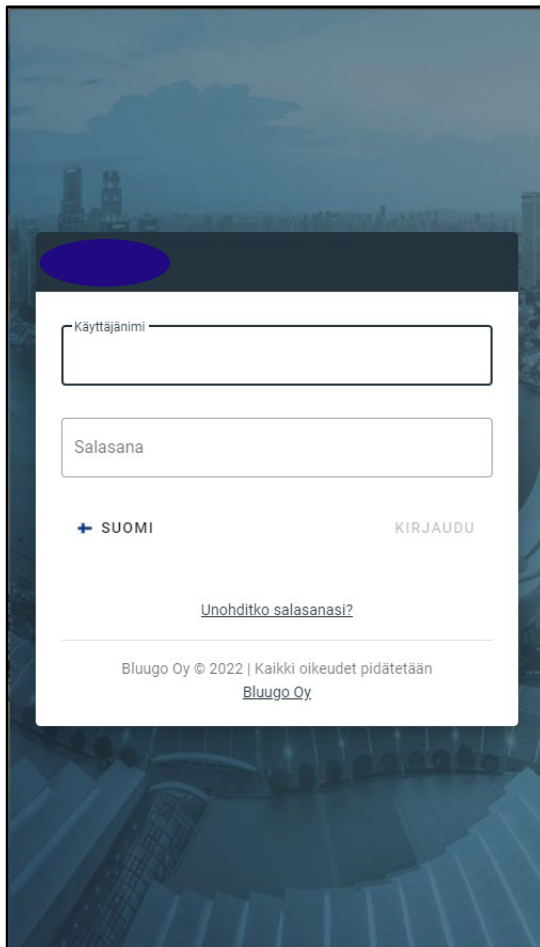 Käyttäjänimi
Salasana
SUOMI
KIRJAUDU
Unohditko salasanasi?
Bluugo Oy © 2022 | Kaikki oikeudet pidätetään
Bluugo Oy